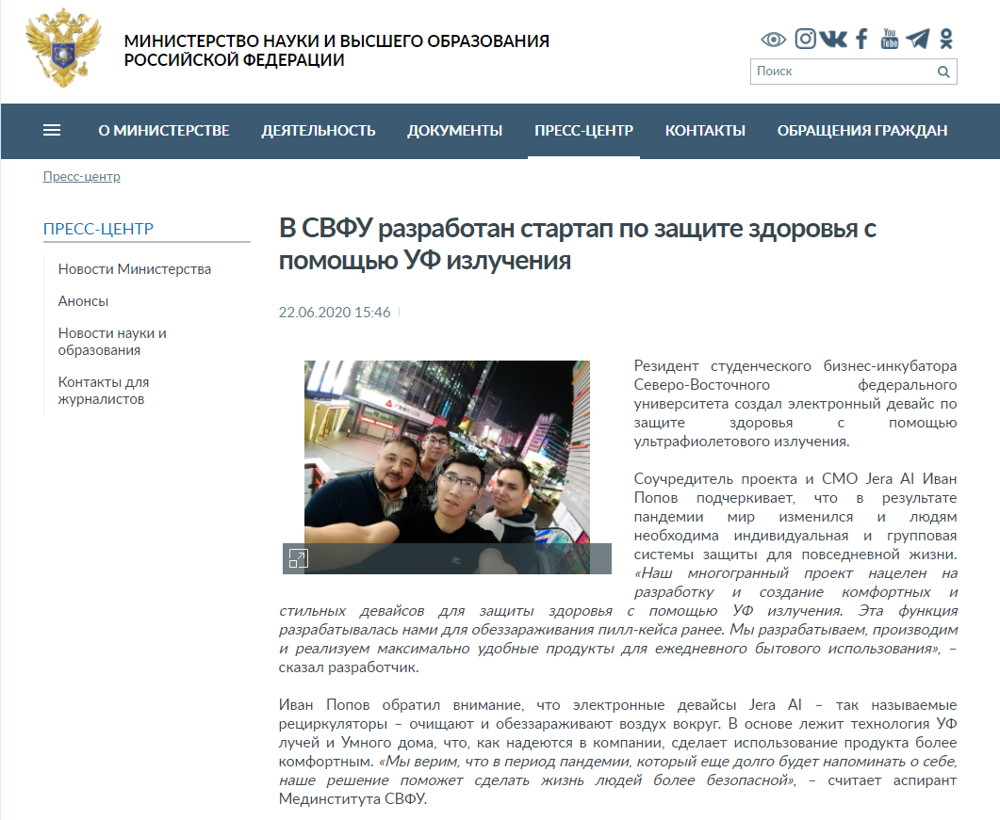 МИНИСТЕРСТВО НАУКИ И ВЫСШЕГО ОБРАЗОВАНИЯ
РОССИЙСКОЙ ФЕДЕРАЦИИ
You
Tube
Поиск
О МИНИСТЕРСТВЕ ДЕЯТЕЛЬНОСТЬ ДОКУМЕНТЫ ПРЕСС-ЦЕНТР КОНТАКТЫ ОБРАЩЕНИЯ ГРАЖДАН
Пресс-центр
ПРЕСС-ЦЕНТР
Новости Министерства
Анонсы
Новости науки и
образования
Контакты для
журналистов
В СВФУ разработан стартап по защите здоровья с
помощью УФ излучения
22.06.2020 15:46
Резидент студенческого бизнес-инкубатора
Северо-Восточного федерального
университета создал электронный девайс по
защите здоровья с помощью
ультрафиолетового излучения.
Соучредитель проекта и СМО Jera AI Иван
Попов подчеркивает, что в результате
пандемии мир изменился и людям
необходима индивидуальная и групповая
системы защиты для повседневной жизни.
«Наш многогранный проект нацелен на
разработку и создание комфортных и
стильных девайсов для защиты здоровья с помощью УФ излучения. Эта функция
разрабатывалась нами для обеззараживания пилл-кейса ранее. Мы разрабатываем, производим
и реализуем максимально удобные продукты для ежедневного бытового использования», –
сказал разработчик.
Иван Попов обратил внимание, что электронные девайсы Jera AI – так называемые
рециркуляторы – очищают и обеззараживают воздух вокруг. В основе лежит технология УФ
лучей и Умного дома, что, как надеются в компании, сделает использование продукта более
комфортным. «Мы верим, что в период пандемии, который еще долго будет напоминать о себе,
наше решение поможет сделать жизнь людей более безопасной», – считает аспирант
Мединститута СВФУ.